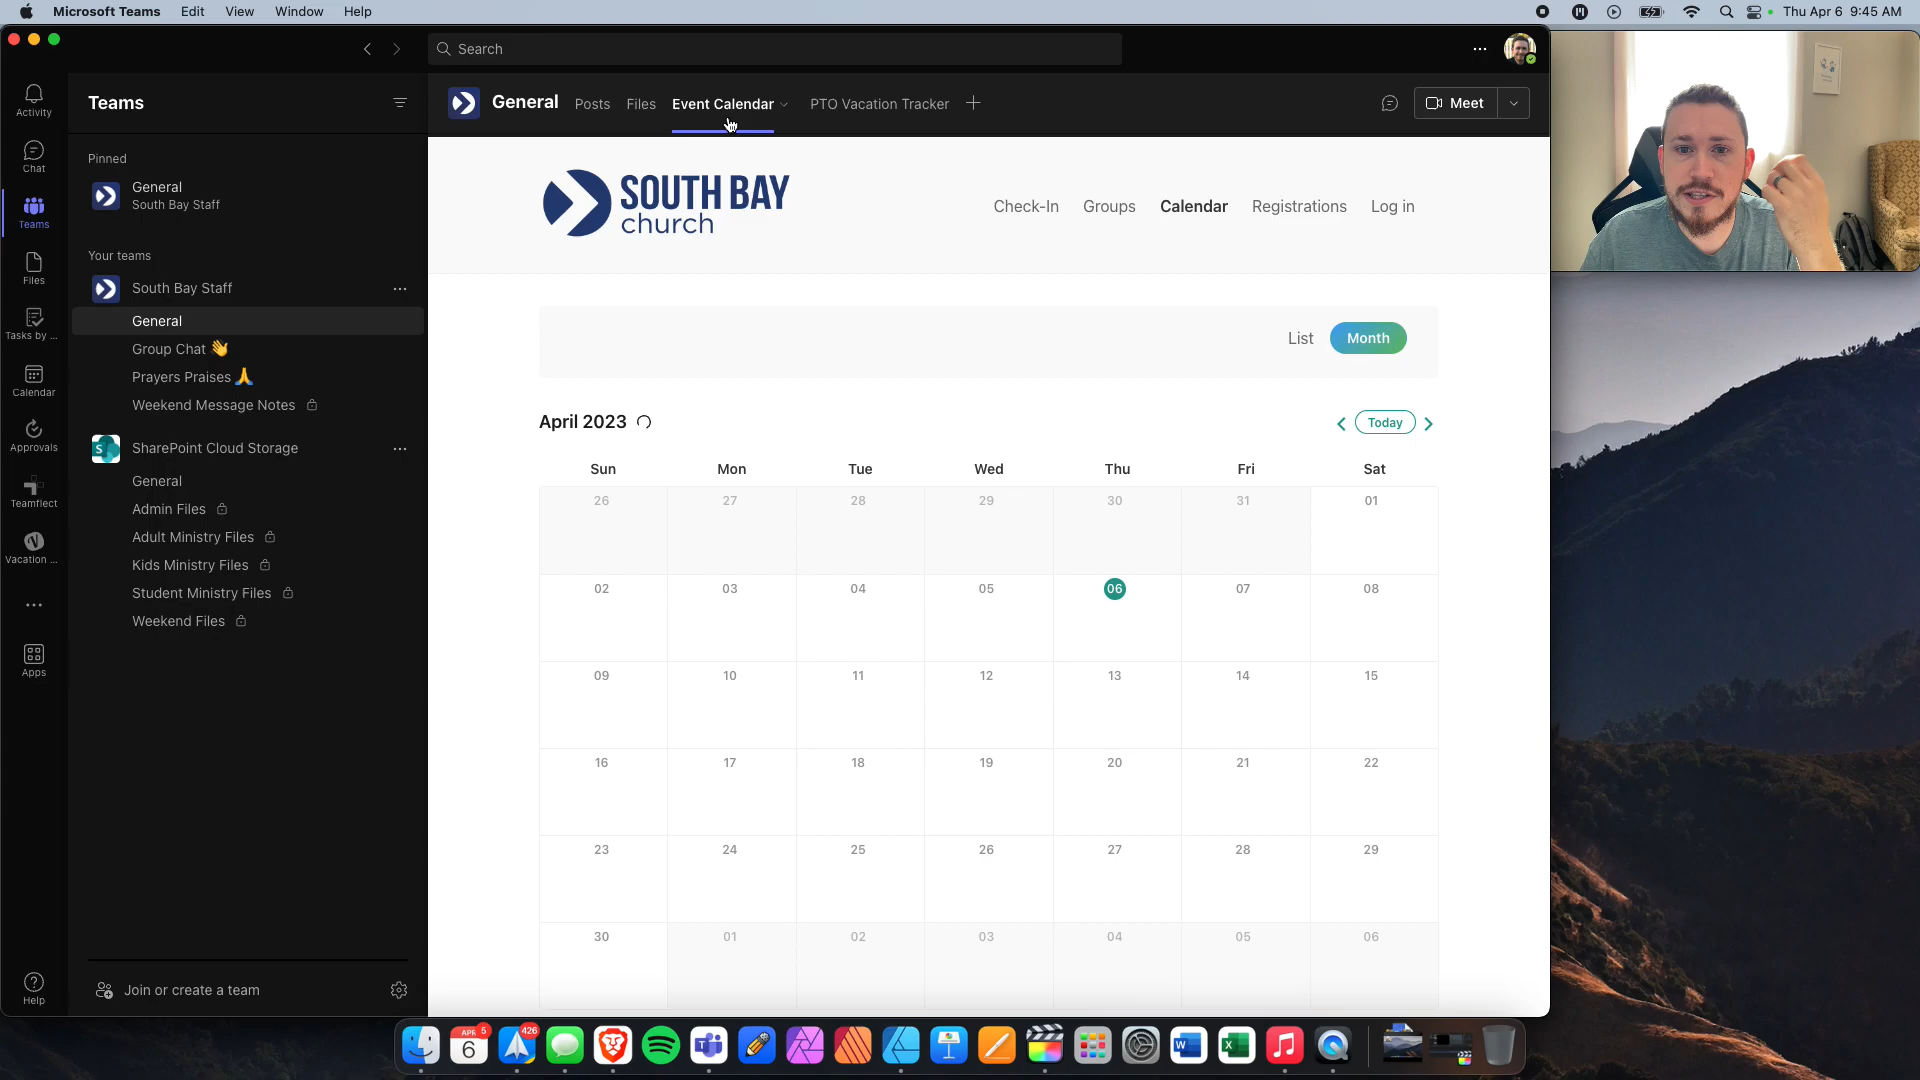 Microsoft Teams Edit View Window Help
Thu Apr 6 9:45 AM
Search
Activity
Chat
Teams
Files
Tasks by ...
Calendar
Approvals
Teamflect
Vacation ...
Apps
Help
Teams
Pinned
General
South Bay Staff
Your teams
South Bay Staff
General
Group Chat 👋
Prayers Praises 🙏
Weekend Message Notes
SharePoint Cloud Storage
General
Admin Files
Adult Ministry Files
Kids Ministry Files
Student Ministry Files
Weekend Files
Join or create a team
General Posts Files Event Calendar PTO Vacation Tracker
Meet
SOUTH BAY
church
Check-In Groups Calendar Registrations Log in
List Month
April 2023
Today
Sun Mon Tue Wed Thu Fri Sat
26 27 28 29 30 31 01
02 03 04 05 06 07 08
09 10 11 12 13 14 15
16 17 18 19 20 21 22
23 24 25 26 27 28 29
30 01 02 03 04 05 06
APR 5
6
426